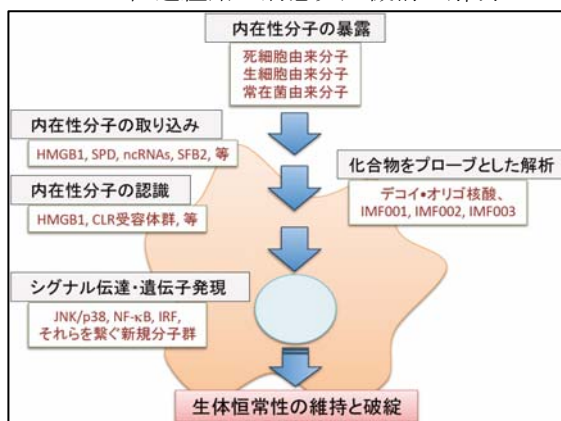 内在性分子の暴露
死細胞由来分子
生細胞由来分子
常在菌由来分子
内在性分子の取り込み
HMGB1, SPD, ncRNAs, SFB2, 等
内在性分子の認識
HMGB1, CLR受容体群, 等
化合物をプローブとした解析
デコイ•オリゴ核酸、
IMF001, IMF002, IMF003
シグナル伝達・遺伝子発現
JNK/p38, NF-κB, IRF,
それらを繋ぐ新規分子群
生体恒常性の維持と破綻